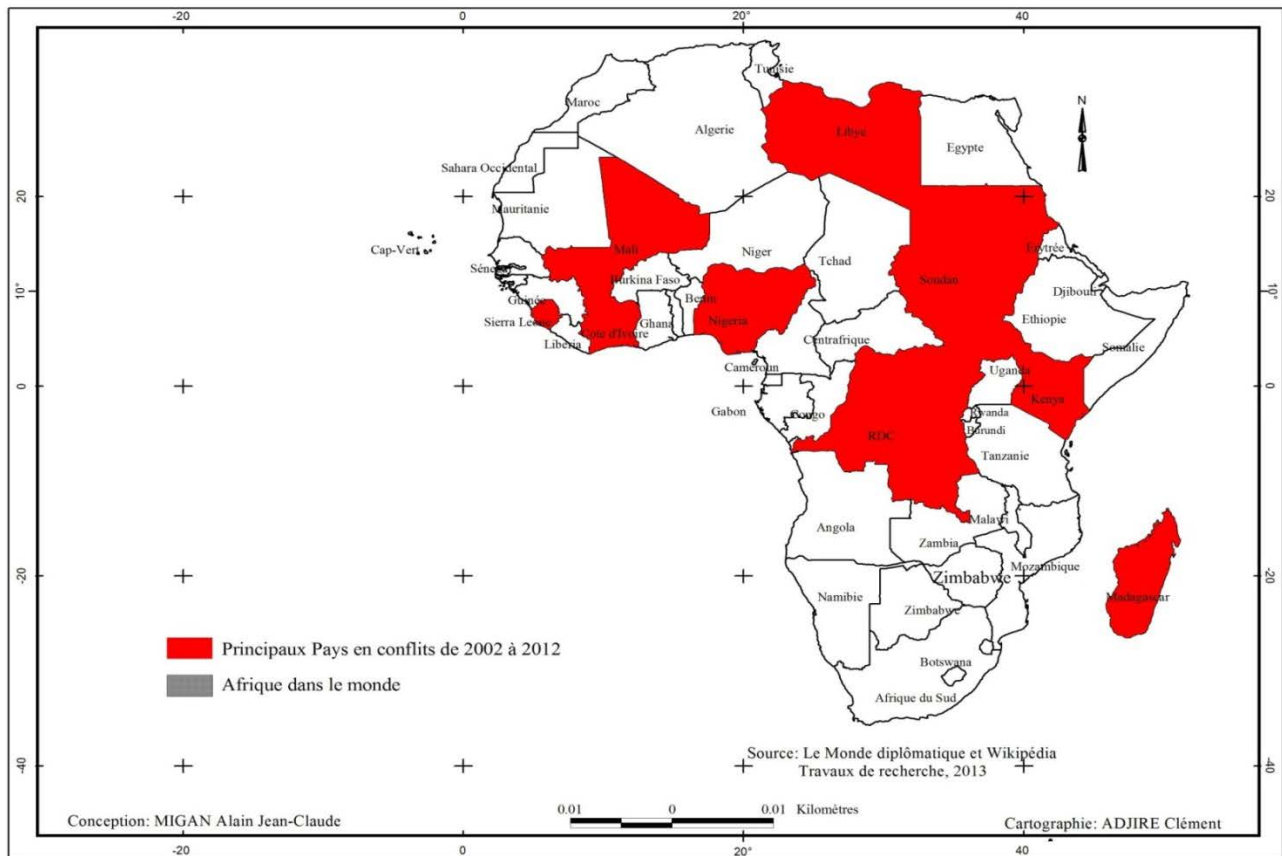 -20
0
20°
40
Tunisie
Maroc
N
Algerie
Libye
Egypte
Sahara Occidental
20
20
Mauritanie
Cap-Vert
Mali
Niger
Erytrée
Tchad
Sénégal
Burkina Faso
Soudan
10°
10°
Djibouti
Guinée
Benin
Sierra Leone
Nigeria
Ethiopie
Ghana
Cote d'Ivoire
Centrafrique
Liberia
Somalie
Cameroun
Uganda
0
0
Kenya
Gabon
Congo
Rwanda
Burundi
RDC
Tanzanie
Angola
Malawi
Zambia
Mozambique
-20
Zimbabwe
-20
Namibie
Zimbabwe
Madagascar
Principaux Pays en conflits de 2002 à 2012
Botswana
Afrique dans le monde
Afrique du Sud
Source: Le Monde diplômatique et Wikipédia
Travaux de recherche, 2013
40
40
0.01 0 0.01 Kilomètres
Conception: MIGAN Alain Jean-Claude
Cartographie: ADJIRE Clément
-20
0
20°
40